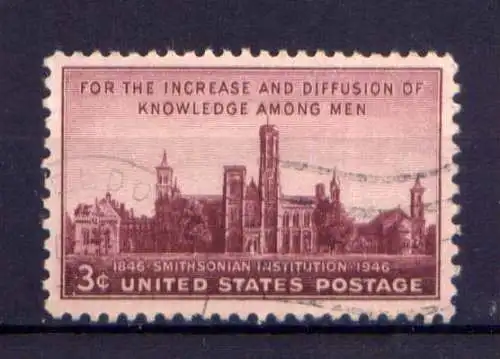 FOR THE INCREASE AND DIFFUSION OF
KNOWLEDGE AMONG MEN
1846 · SMITHSONIAN INSTITUTION · 1946
3¢ UNITED STATES POSTAGE